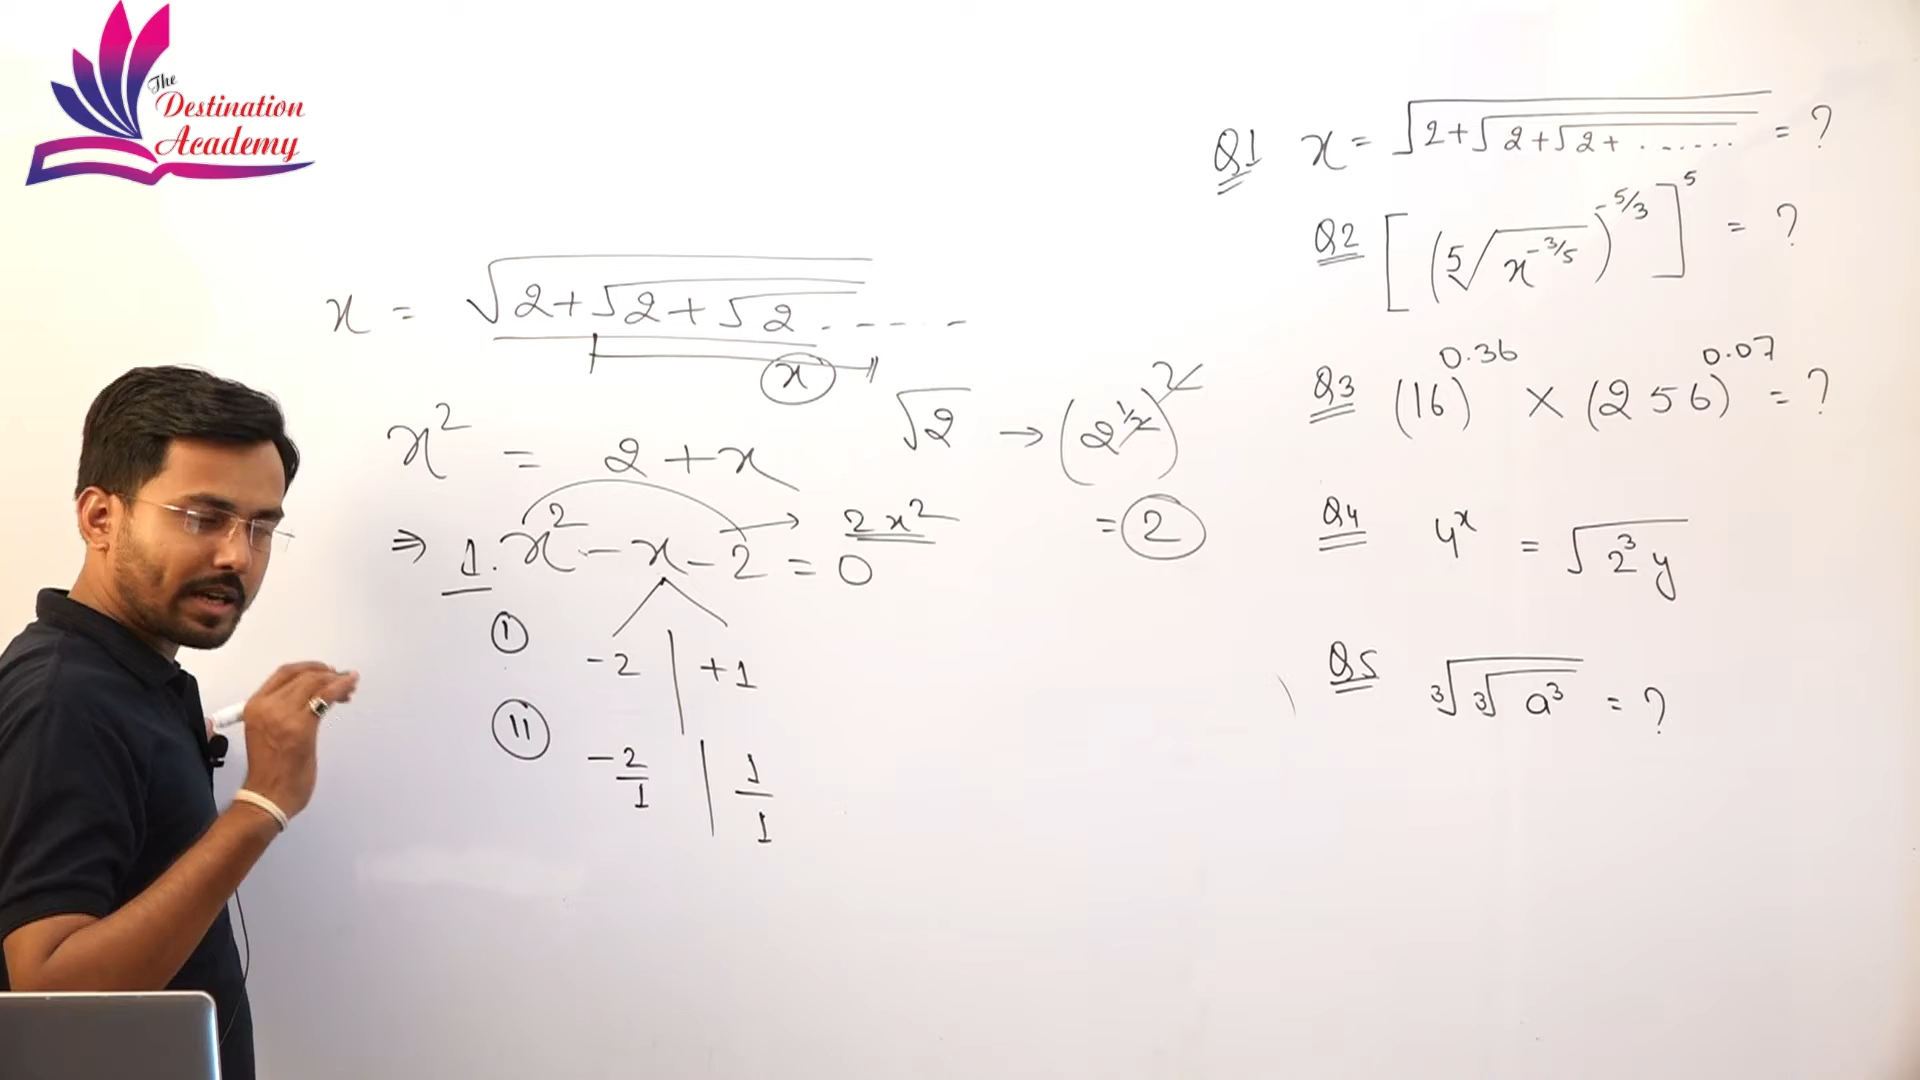 The
Destination
Academy
x = √2+√2+√2.....
x
x² = 2+x
√2 → (2^1/2)²
= 2
⇒ 1. x² - x - 2 = 0
2x²
I
-2 | +1
II
-2/1 | 1/1
Q1 x = √2+√2+√2+....... = ?
Q2 [(⁵√x^-3/5)^-5/3]^5 = ?
Q3 (16)^0.36 × (256)^0.07 = ?
Q4 4^x = √2³y
Q5 ³√³√a³ = ?